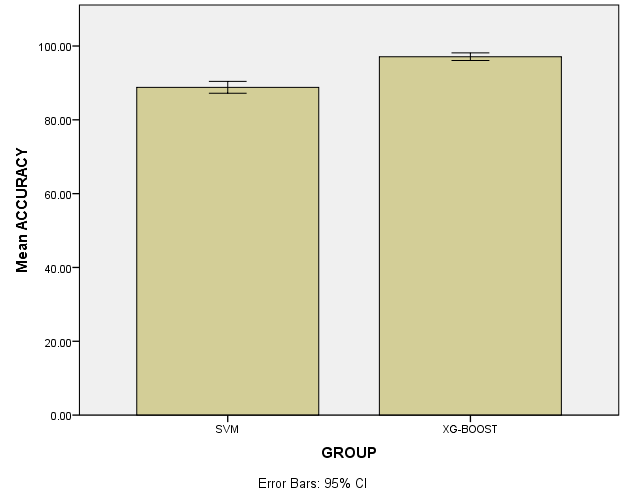 100.00
80.00
60.00
40.00
20.00
0.00
Mean ACCURACY
SVM
XG-BOOST
GROUP
Error Bars: 95% CI